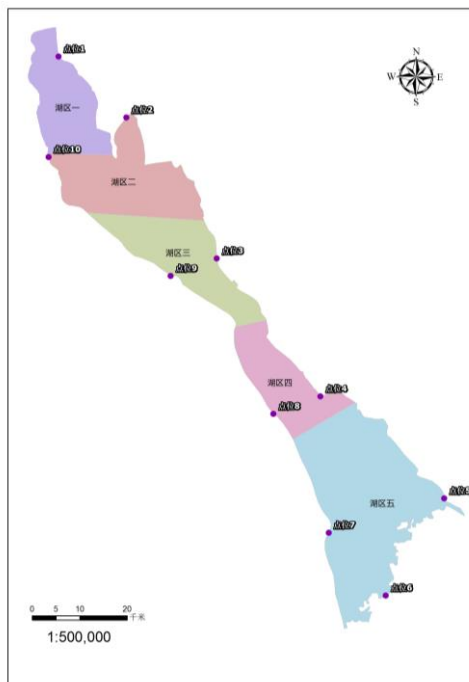 点位1
N
W
E
S
湖区一
点位2
点位10
湖区二
湖区三
点位3
点位9
湖区四
点位4
点位8
点位5
湖区五
点位7
点位6
0 5 10 20
千米
1:500,000